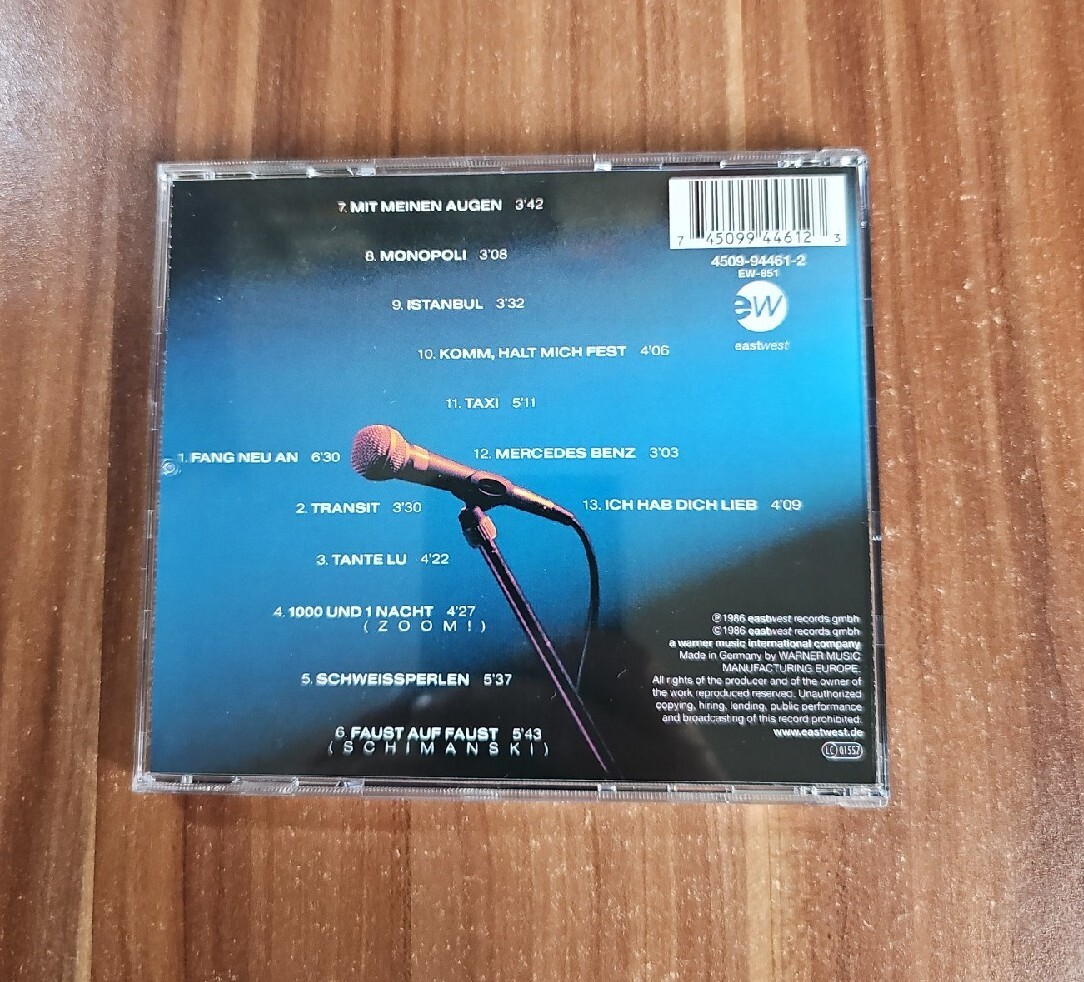 7. MIT MEINEN AUGEN 3'42
8. MONOPOLI 3'08
9. ISTANBUL 3'32
10. KOMM, HALT MICH FEST 4'06
11. TAXI 5'11
12. MERCEDES BENZ 3'03
13. ICH HAB DICH LIEB 4'09
1. FANG NEU AN 6'30
2. TRANSIT 3'30
3. TANTE LU 4'22
4. 1000 UND 1 NACHT 4'27
(ZOOM!)
5. SCHWEISSPERLEN 5'37
6. FAUST AUF FAUST 5'43
(SCHIMANSKI)
7 45099 44612 3
4509-94461-2
EW-851
ew
eastwest
℗ 1986 eastwest records gmbh
© 1986 eastwest records gmbh
a warner music international company
Made in Germany by WARNER MUSIC
MANUFACTURING EUROPE.
All rights of the producer and of the owner of
the work reproduced reserved. Unauthorized
copying, hiring, lending, public performance
and broadcasting of this record prohibited.
www.eastwest.de
LC 01557